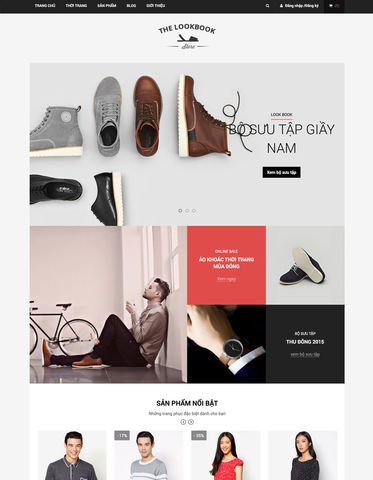 TRANG CHỦ THỜI TRANG SẢN PHẨM BLOG GIỚI THIỆU Đăng nhập /Đăng ký (0)
THE LOOKBOOK
Store
LOOK BOOK
BỘ SƯU TẬP GIẦY
NAM
Xem bộ sưu tập
ONLINE SALE
ÁO KHOÁC THỜI TRANG
MÙA ĐÔNG
Xem ngay
BỘ SƯU TẬP
THU ĐÔNG 2015
xem bộ sưu tập
SẢN PHẨM NỔI BẬT
Những trang phục đặc biệt dành cho bạn
- 17% - 35%